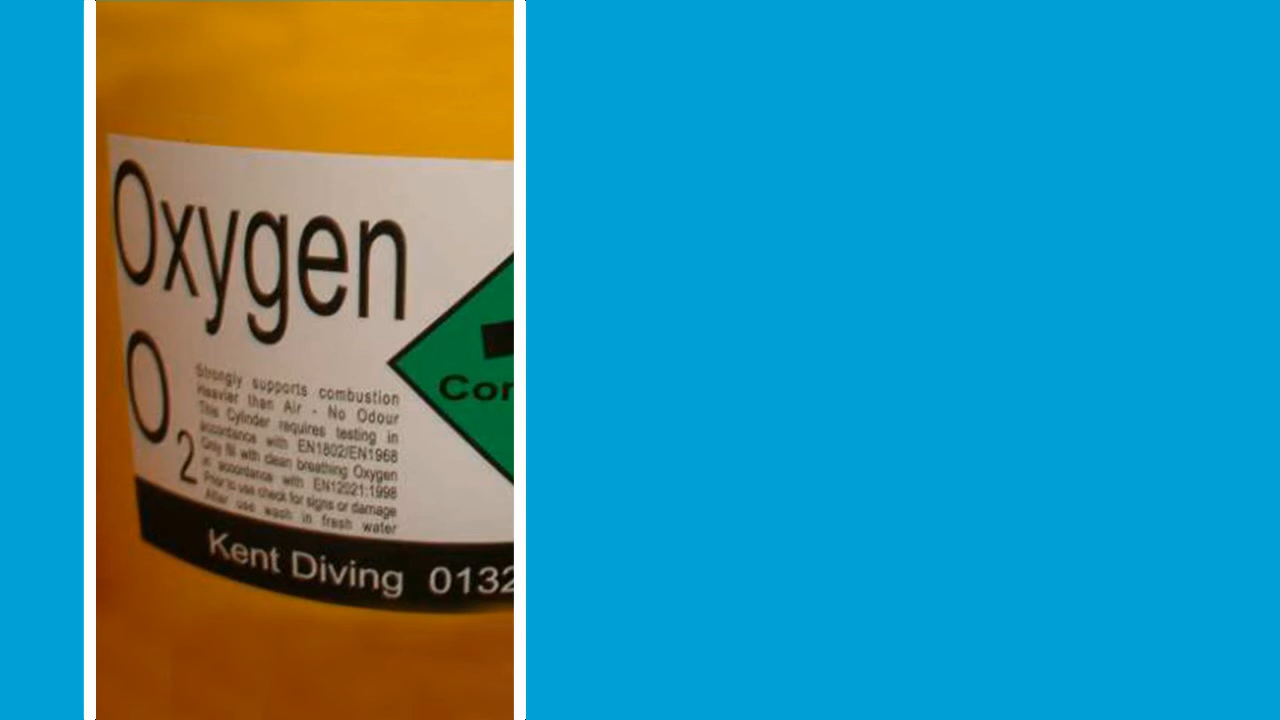 Oxygen
O2
Strongly supports combustion
Heavier than Air - No Odour
This Cylinder requires testing in
accordance with EN1802/EN1968
Only fill with clean breathing Oxygen
in accordance with EN12021:1998
Prior to use check for signs or damage
After use wash in fresh water
Com
Kent Diving 0132